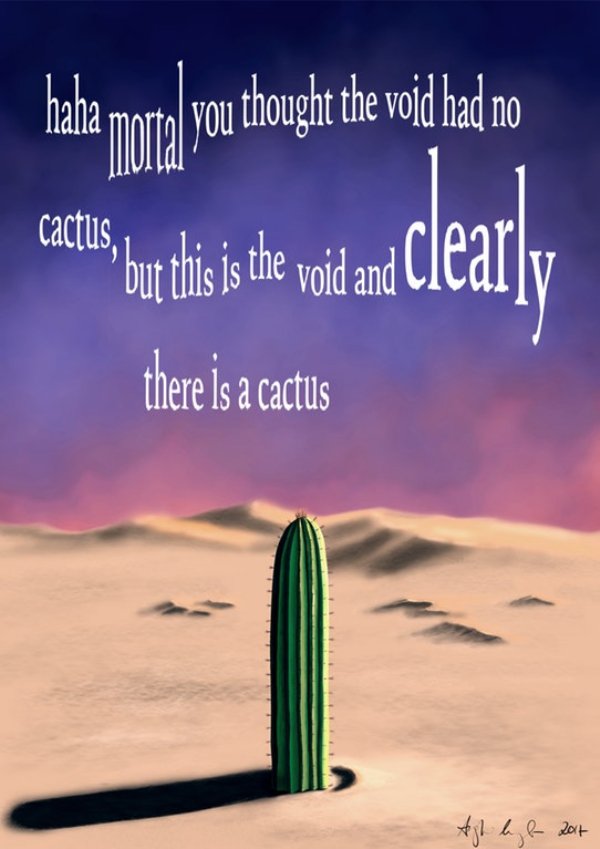 haha mortal you thought the void had no
cactus, but this is the void and clearly
there is a cactus